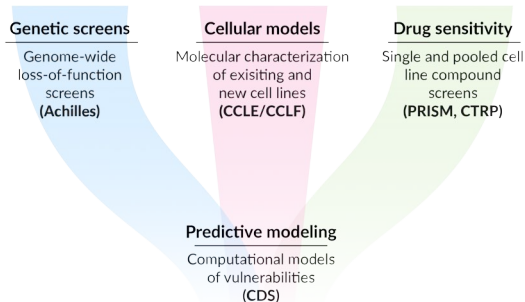 Genetic screens
Genome-wide
loss-of-function
screens
(Achilles)
Cellular models
Molecular characterization
of exisiting and
new cell lines
(CCLE/CCLF)
Drug sensitivity
Single and pooled cell
line compound
screens
(PRISM, CTRP)
Predictive modeling
Computational models
of vulnerabilities
(CDS)